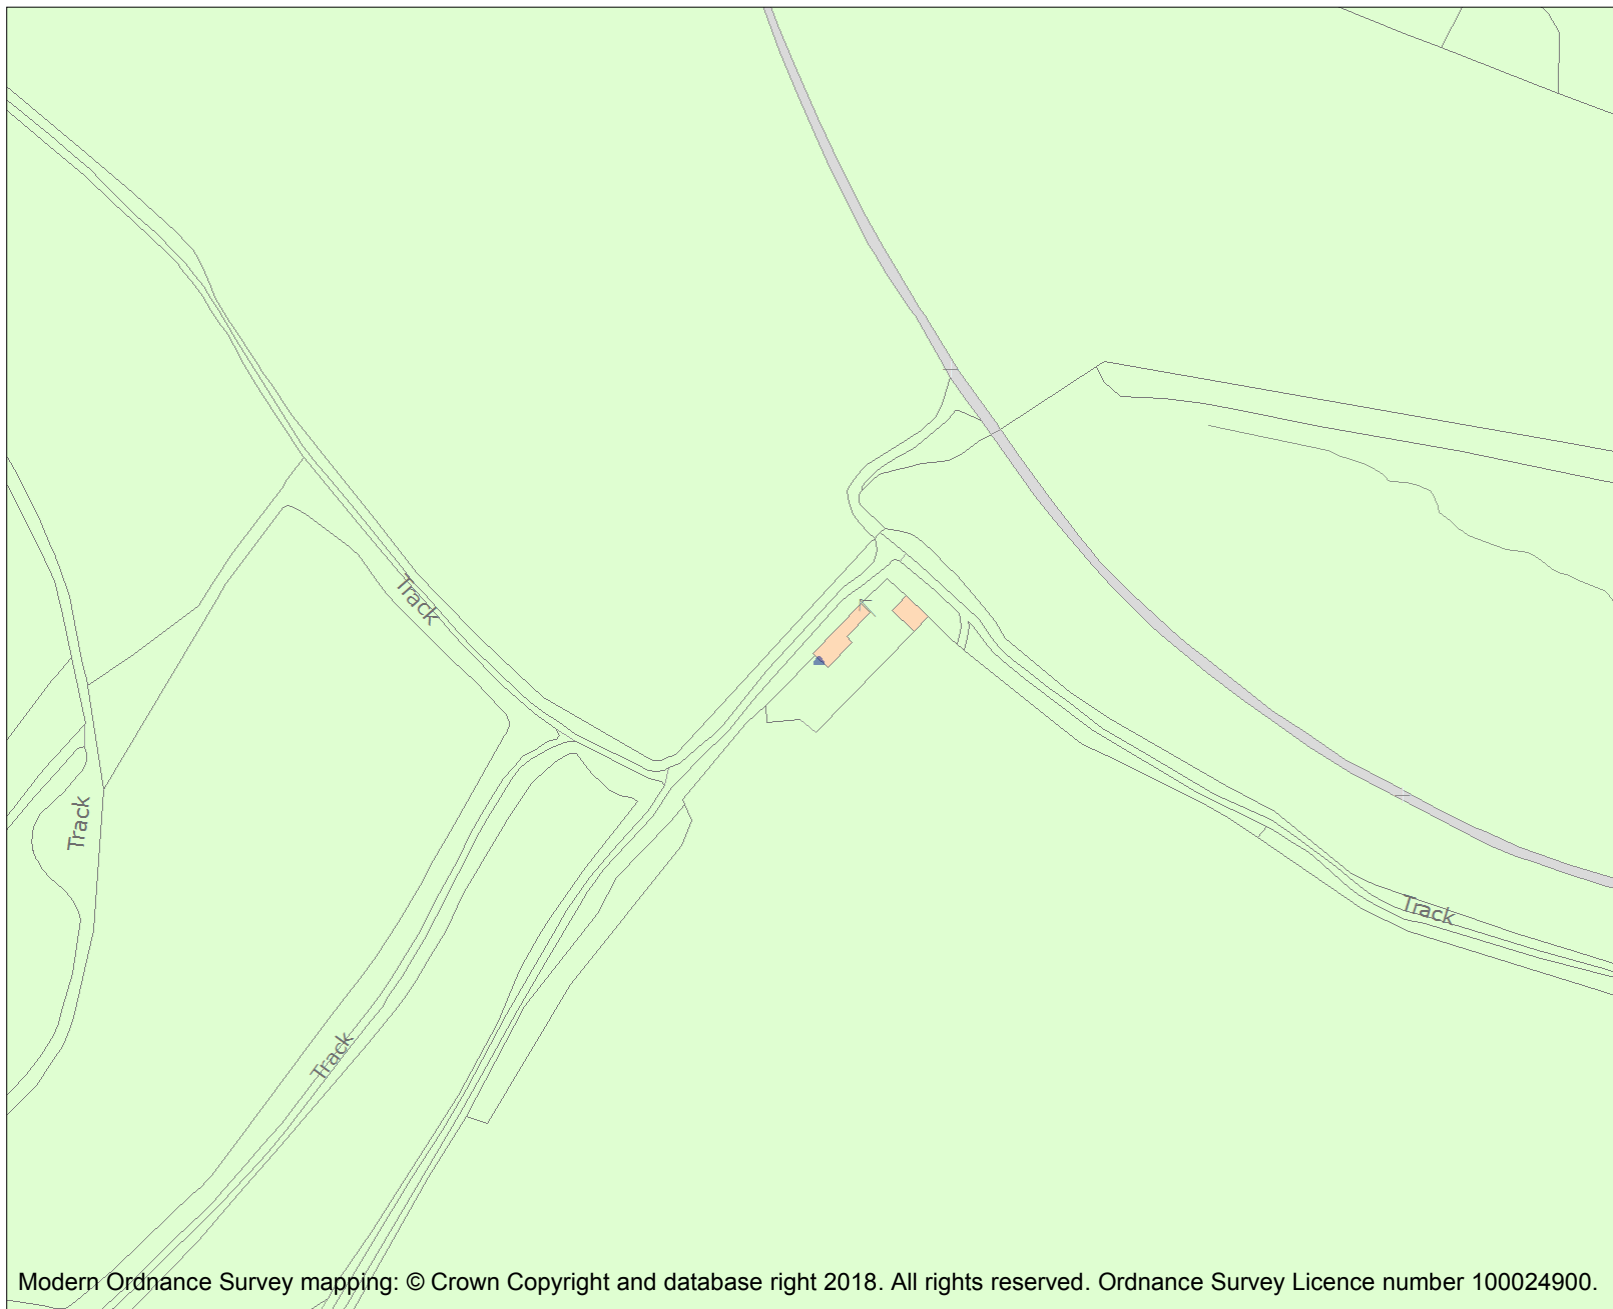 Track
Track
Track
Track
Modern Ordnance Survey mapping: © Crown Copyright and database right 2018. All rights reserved. Ordnance Survey Licence number 100024900.